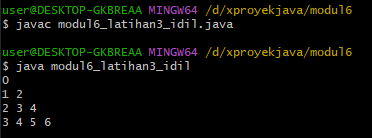 user@DESKTOP-GKBREAA MINGW64 /d/xproyekjava/modul6
$ javac modul6_latihan3_idil.java
user@DESKTOP-GKBREAA MINGW64 /d/xproyekjava/modul6
$ java modul6_latihan3_idil
0
1 2
2 3 4
3 4 5 6